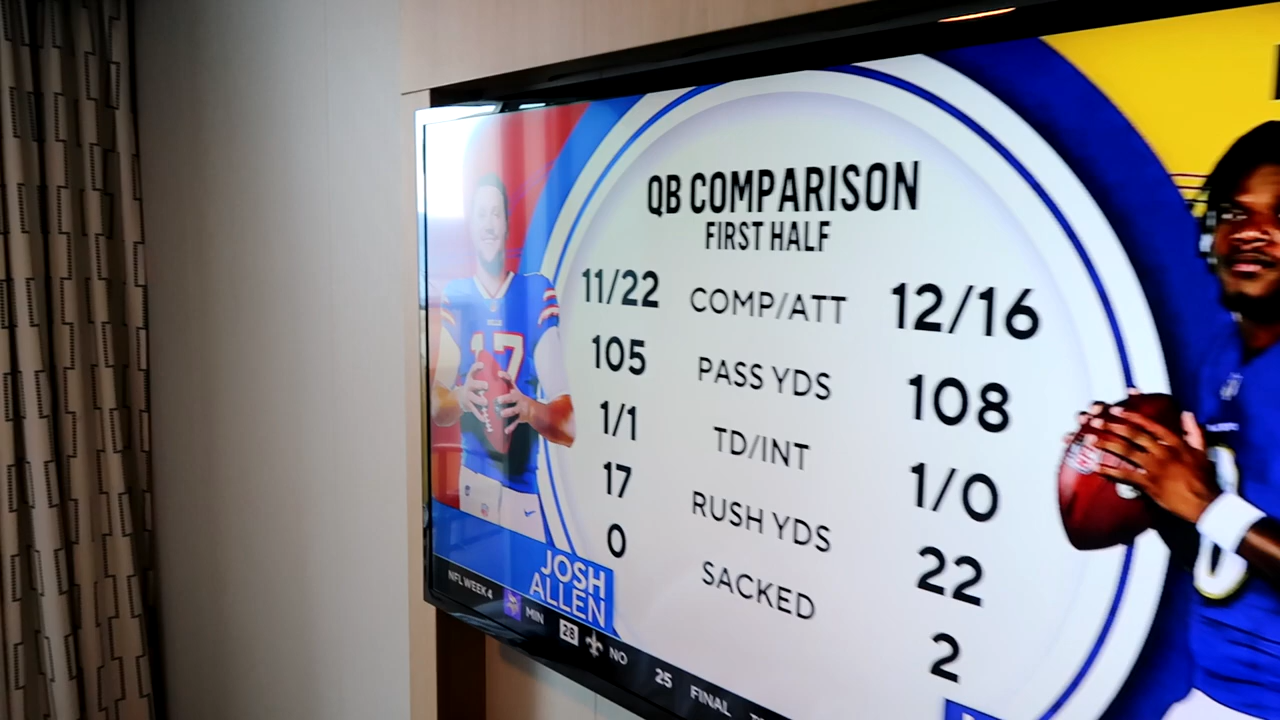 QB COMPARISON
FIRST HALF
11/22 COMP/ATT 12/16
105 PASS YDS 108
1/1 TD/INT 1/0
17 RUSH YDS 22
0 SACKED 2
17
JOSH
ALLEN
NFL WEEK 4 MIN 28 NO 25 FINAL